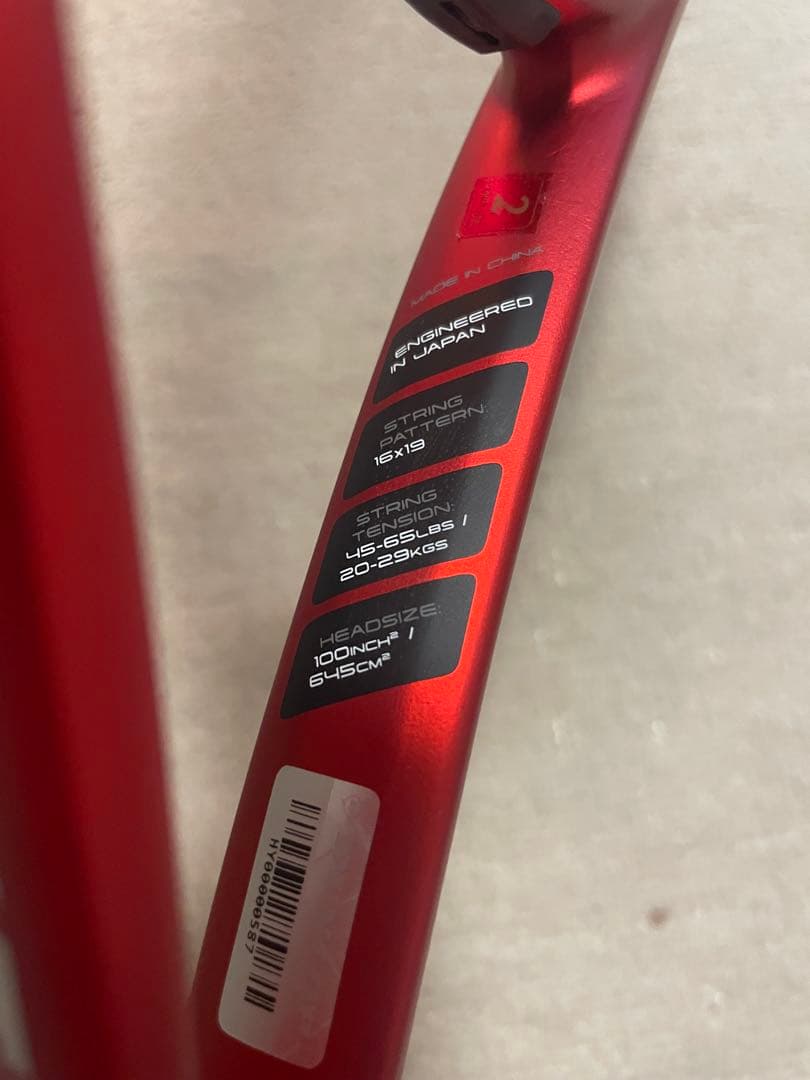 2
MADE IN CHINA
ENGINEERED
IN JAPAN
STRING
PATTERN:
16x19
STRING
TENSION:
45-65LBS /
20-29KGS
HEADSIZE:
100INCH² /
645CM²
HY00000587